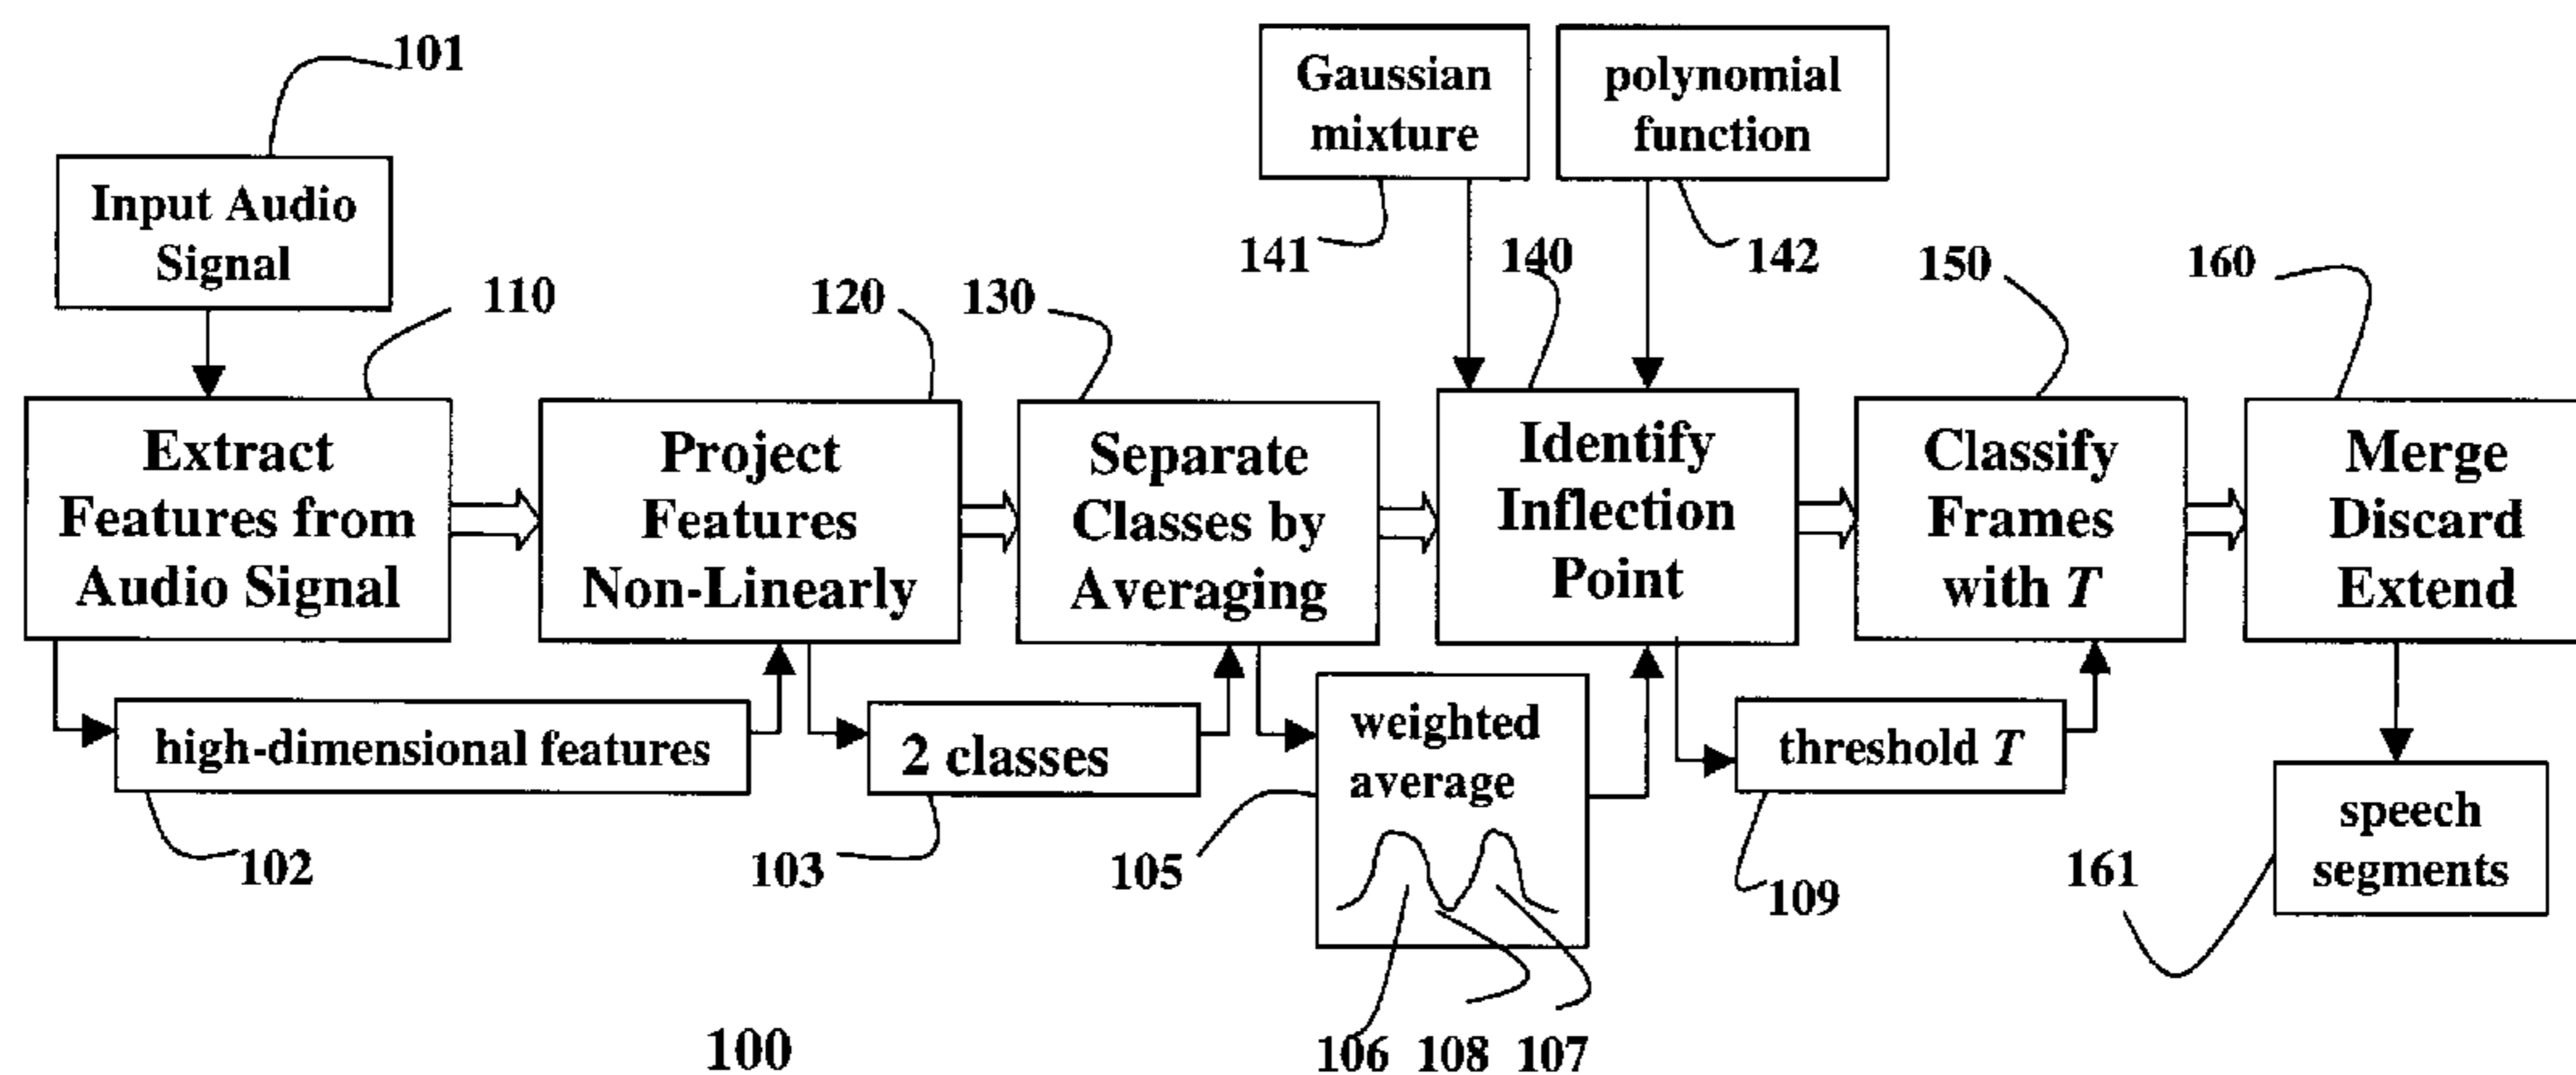 101
Input Audio
Signal
Gaussian
mixture
polynomial
function
141
140
142
150
160
110
120
130
Extract
Features from
Audio Signal
Project
Features
Non-Linearly
Separate
Classes by
Averaging
Identify
Inflection
Point
Classify
Frames
with T
Merge
Discard
Extend
high-dimensional features
2 classes
weighted
average
threshold T
speech
segments
102
103
105
109
161
106 108 107
100